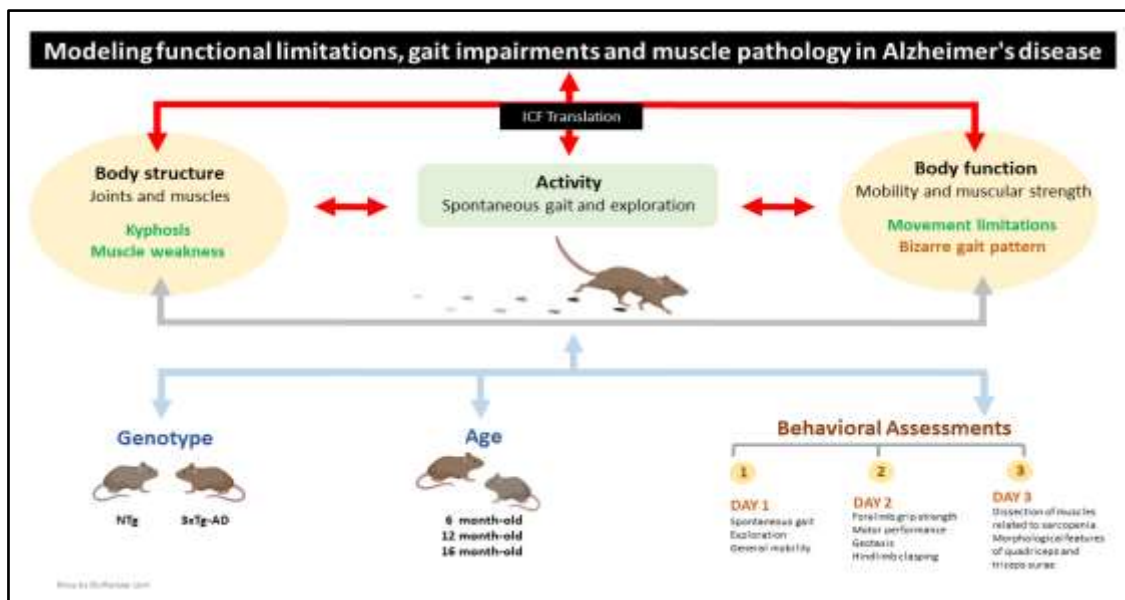 Modeling functional limitations, gait impairments and muscle pathology in Alzheimer's disease
ICF Translation
Body structure
Joints and muscles
Kyphosis
Muscle weakness
Activity
Spontaneous gait and exploration
Body function
Mobility and muscular strength
Movement limitations
Bizarre gait pattern
Genotype
NTg 3xTg-AD
Age
6 month-old
12 month-old
16 month-old
Behavioral Assessments
1
DAY 1
Spontaneous gait
Exploration
General mobility
2
DAY 2
Forelimb grip strength
Motor performance
Geotaxis
Hindlimb clasping
3
DAY 3
Dissection of muscles
related to sarcopenia.
Morphological features
of quadriceps and
triceps surae